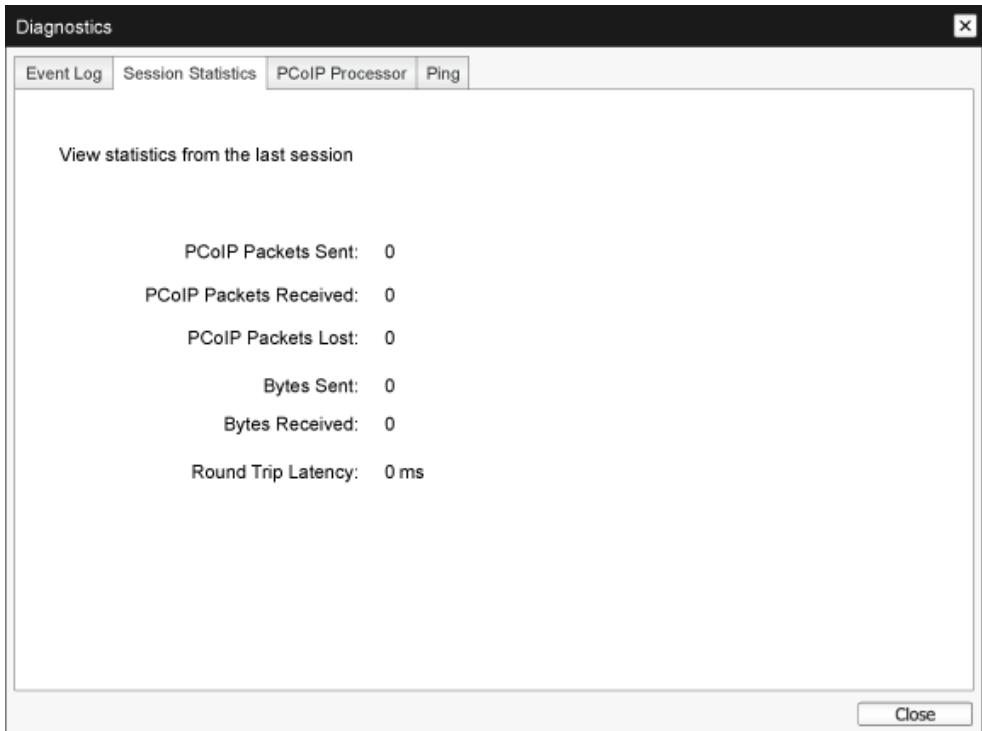 Diagnostics
Event Log Session Statistics PCoIP Processor Ping
View statistics from the last session
PCoIP Packets Sent: 0
PCoIP Packets Received: 0
PCoIP Packets Lost: 0
Bytes Sent: 0
Bytes Received: 0
Round Trip Latency: 0 ms
Close